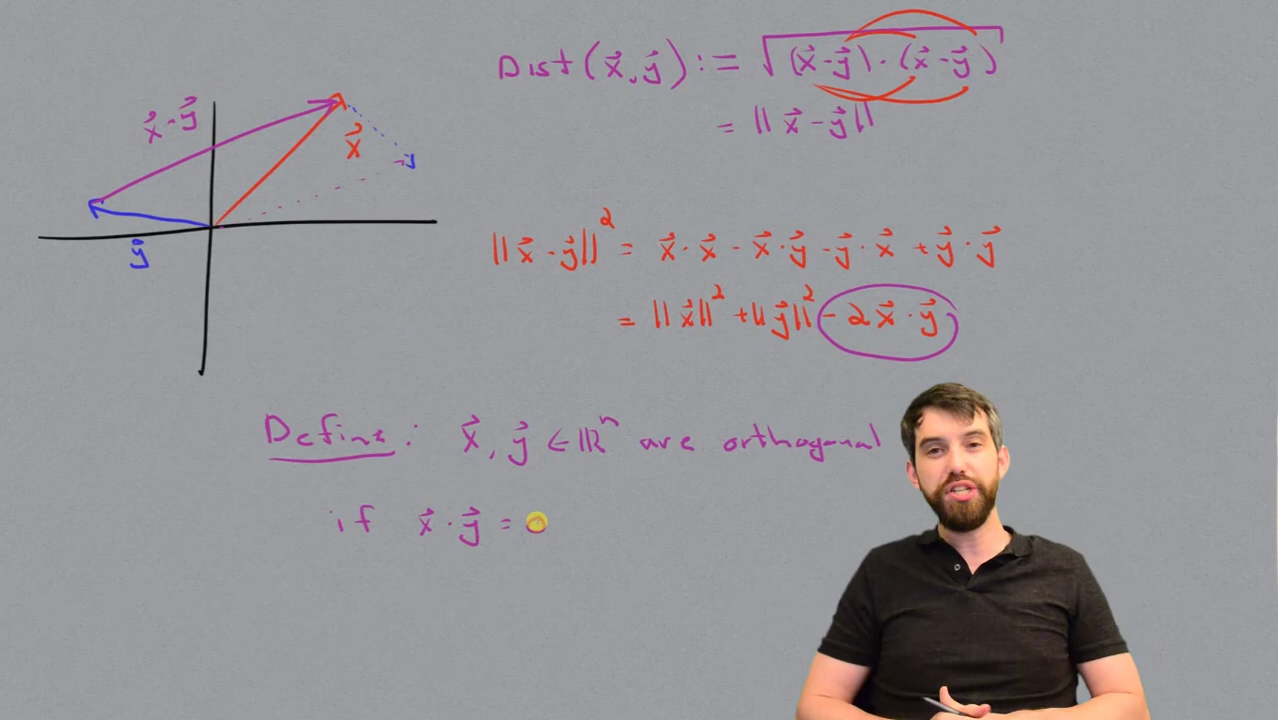 Dist(x⃗, y⃗) := √(x⃗-y⃗)·(x⃗-y⃗)
= ||x⃗-y⃗||
x⃗-y⃗
x⃗
-y
y⃗
||x⃗-y⃗||² = x⃗·x⃗ - x⃗·y⃗ - y⃗·x⃗ + y⃗·y⃗
= ||x⃗||² + ||y⃗||² - 2x⃗·y⃗
Define: x⃗, y⃗ ∈ ℝⁿ are orthogonal
if x⃗·y⃗ = 0